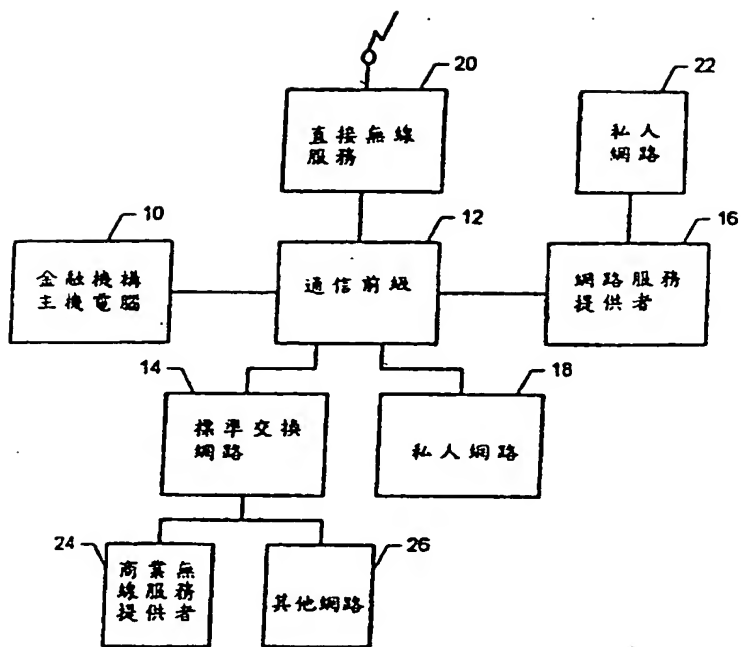 20
直接無線
服務
22
私人
網路
10
金融機構
主機電腦
12
通信前級
16
網路服務
提供者
14
標準交換
網路
18
私人網路
24
商業無
線服務
提供者
26
其他網路